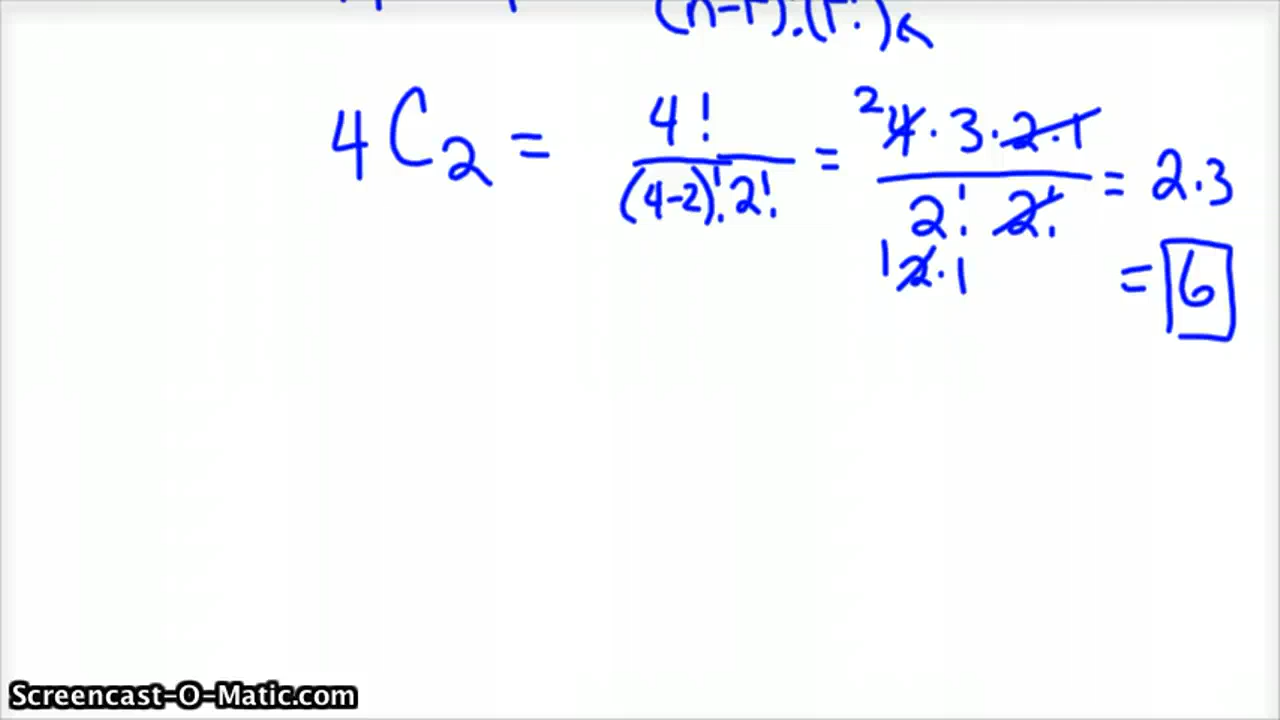 (n-r)!(r!)
4C2 = 4! / (4-2)! 2! = 2 4·3·2·1 / 2! 2! = 2·3
1 2·1
= 6
Screencast-O-Matic.com